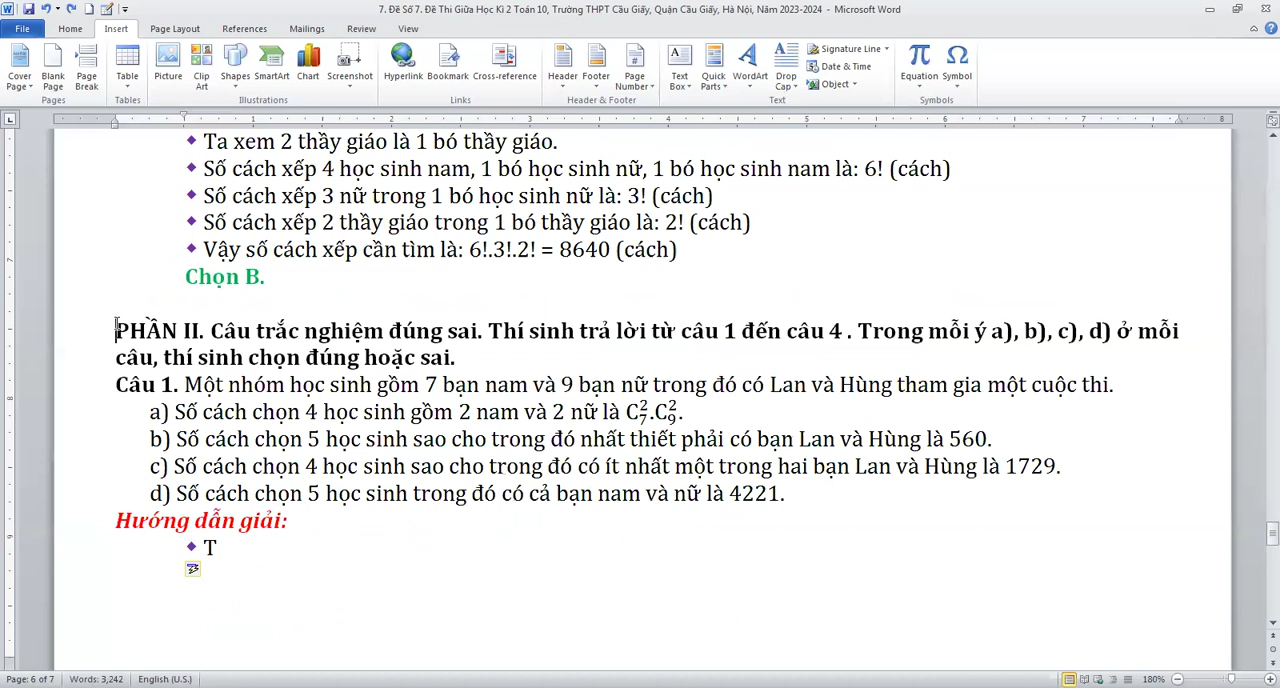 7. Đề Số 7. Đề Thi Giữa Học Kì 2 Toán 10, Trường THPT Cầu Giấy, Quận Cầu Giấy, Hà Nội, Năm 2023-2024 - Microsoft Word
File Home Insert Page Layout References Mailings Review View
Cover Page Blank Page Page Break Table Picture Clip Art Shapes SmartArt Chart Screenshot Hyperlink Bookmark Cross-reference Header Footer Page Number Text Box Quick Parts WordArt Drop Cap Signature Line Date & Time Object Equation Symbol
Pages Tables Illustrations Links Header & Footer Text Symbols
1 2 3 4 5 6 7 8
Ta xem 2 thầy giáo là 1 bó thầy giáo.
Số cách xếp 4 học sinh nam, 1 bó học sinh nữ, 1 bó học sinh nam là: 6! (cách)
Số cách xếp 3 nữ trong 1 bó học sinh nữ là: 3! (cách)
Số cách xếp 2 thầy giáo trong 1 bó thầy giáo là: 2! (cách)
Vậy số cách xếp cần tìm là: 6!.3!.2! = 8640 (cách)
Chọn B.
PHẦN II. Câu trắc nghiệm đúng sai. Thí sinh trả lời từ câu 1 đến câu 4 . Trong mỗi ý a), b), c), d) ở mỗi
câu, thí sinh chọn đúng hoặc sai.
Câu 1. Một nhóm học sinh gồm 7 bạn nam và 9 bạn nữ trong đó có Lan và Hùng tham gia một cuộc thi.
a) Số cách chọn 4 học sinh gồm 2 nam và 2 nữ là C₇².C₉².
b) Số cách chọn 5 học sinh sao cho trong đó nhất thiết phải có bạn Lan và Hùng là 560.
c) Số cách chọn 4 học sinh sao cho trong đó có ít nhất một trong hai bạn Lan và Hùng là 1729.
d) Số cách chọn 5 học sinh trong đó có cả bạn nam và nữ là 4221.
Hướng dẫn giải:
T
Page: 6 of 7 Words: 3,242 English (U.S.) 180%